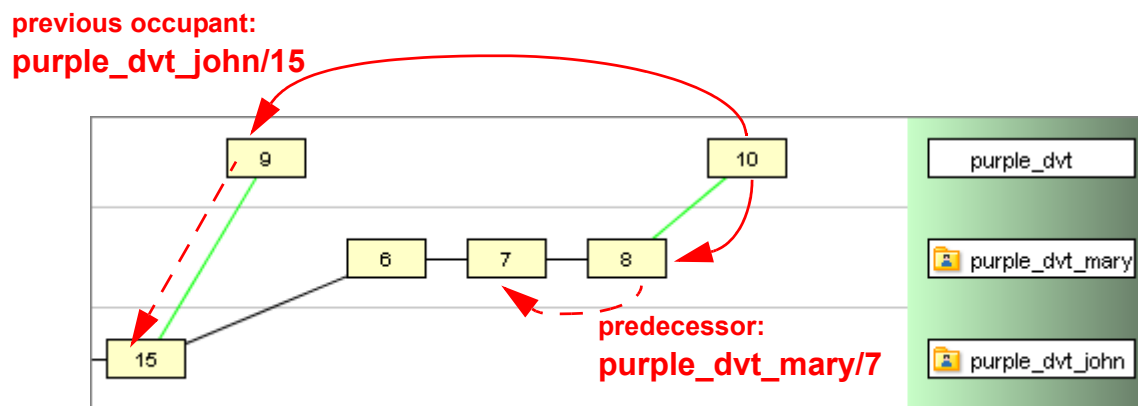 previous occupant:
purple_dvt_john/15
9
10
purple_dvt
6
7
8
purple_dvt_mary
predecessor:
purple_dvt_mary/7
15
purple_dvt_john